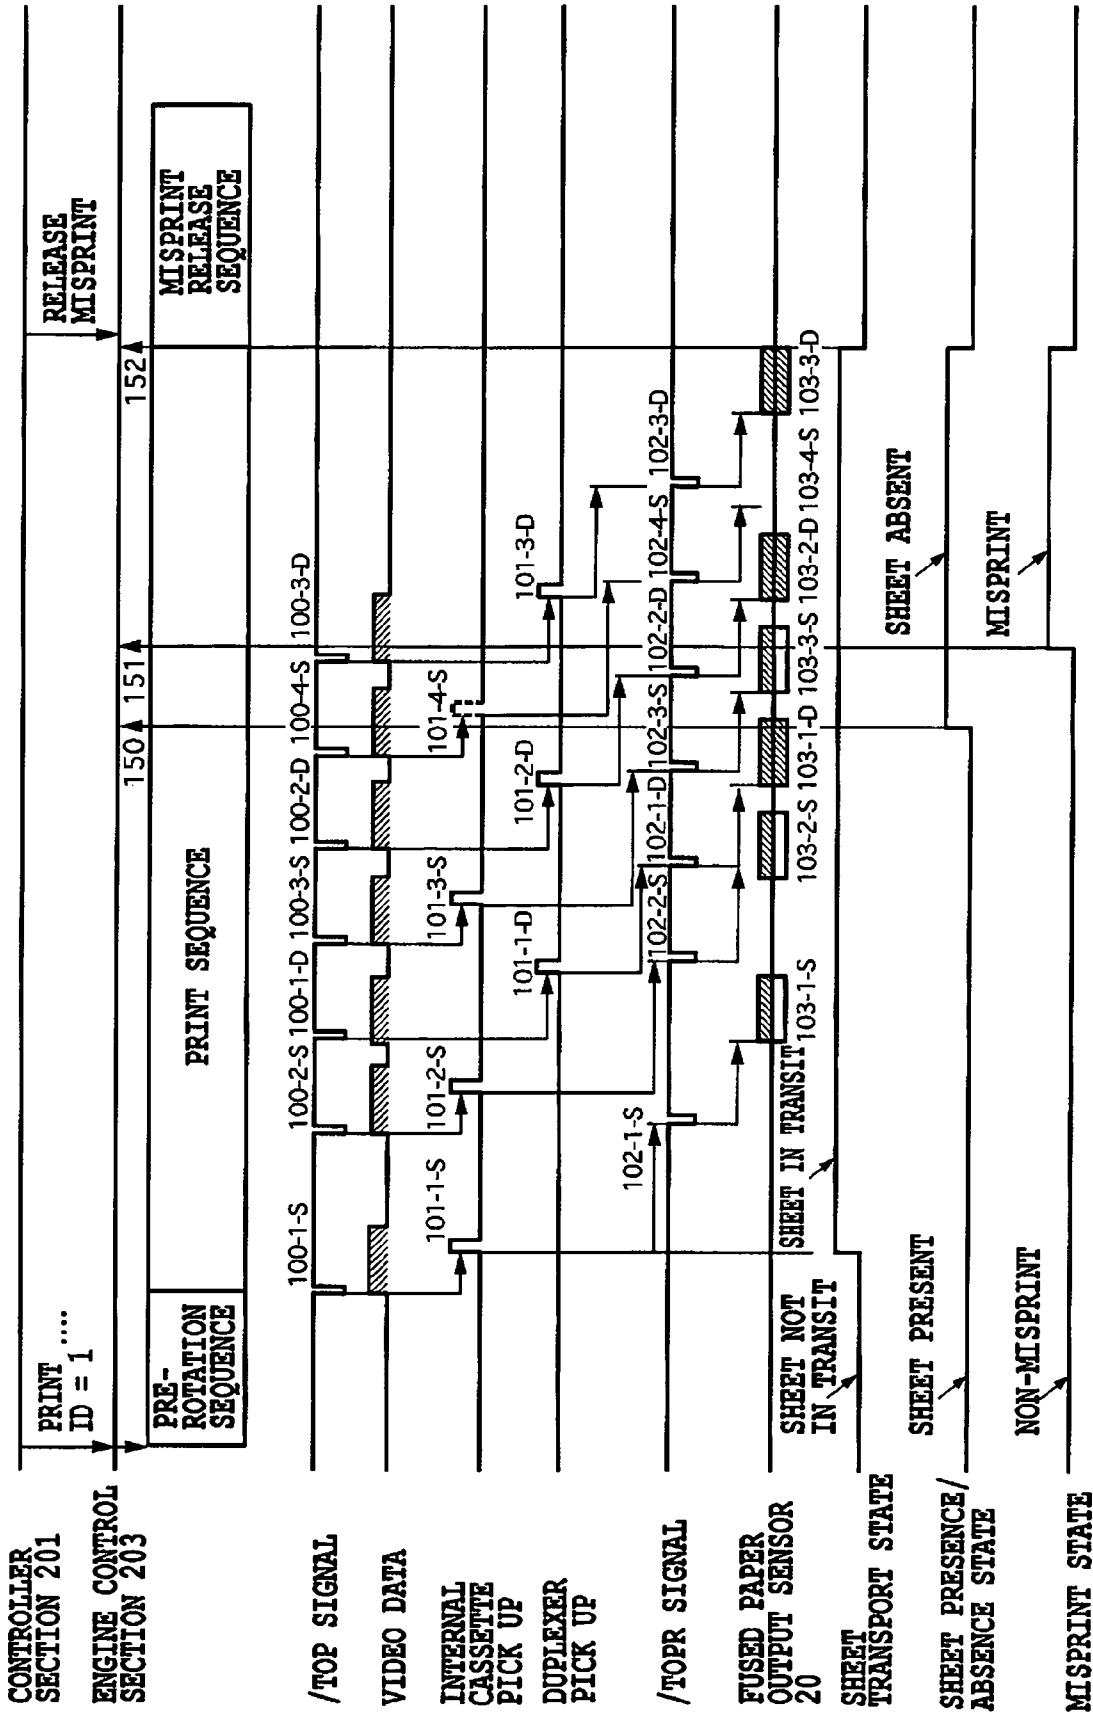 CONTROLLER
SECTION 201
PRINT
ID = 1 ....
RELEASE
MISPRINT
ENGINE CONTROL
SECTION 203
150
151
152
PRE-
ROTATION
SEQUENCE
PRINT SEQUENCE
MISPRINT
RELEASE
SEQUENCE
/TOP SIGNAL
100-1-S
100-2-S
100-1-D
100-3-S
100-2-D
100-4-S
100-3-D
VIDEO DATA
INTERNAL
CASSETTE
PICK UP
101-1-S
101-2-S
101-3-S
101-4-S
DUPLEXER
PICK UP
101-1-D
101-2-D
101-3-D
/TOPR SIGNAL
102-1-S
102-2-S
102-1-D
102-3-S
102-2-D
102-4-S
102-3-D
FUSED PAPER
OUTPUT SENSOR
20
103-1-S
103-2-S
103-1-D
103-3-S
103-2-D
103-4-S
103-3-D
SHEET
TRANSPORT STATE
SHEET NOT
IN TRANSIT
SHEET IN TRANSIT
SHEET PRESENCE/
ABSENCE STATE
SHEET PRESENT
SHEET ABSENT
MISPRINT STATE
NON-MISPRINT
MISPRINT